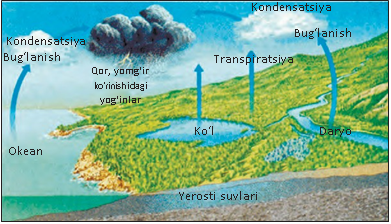 Kondensatsiya
Kondensatsiya
Bug‘lanish
Bug‘lanish
Transpiratsiya
Qor, yomg‘ir
ko‘rinishidagi
yog‘inlar
Ko‘l
Daryo
Okean
Yerosti suvlari